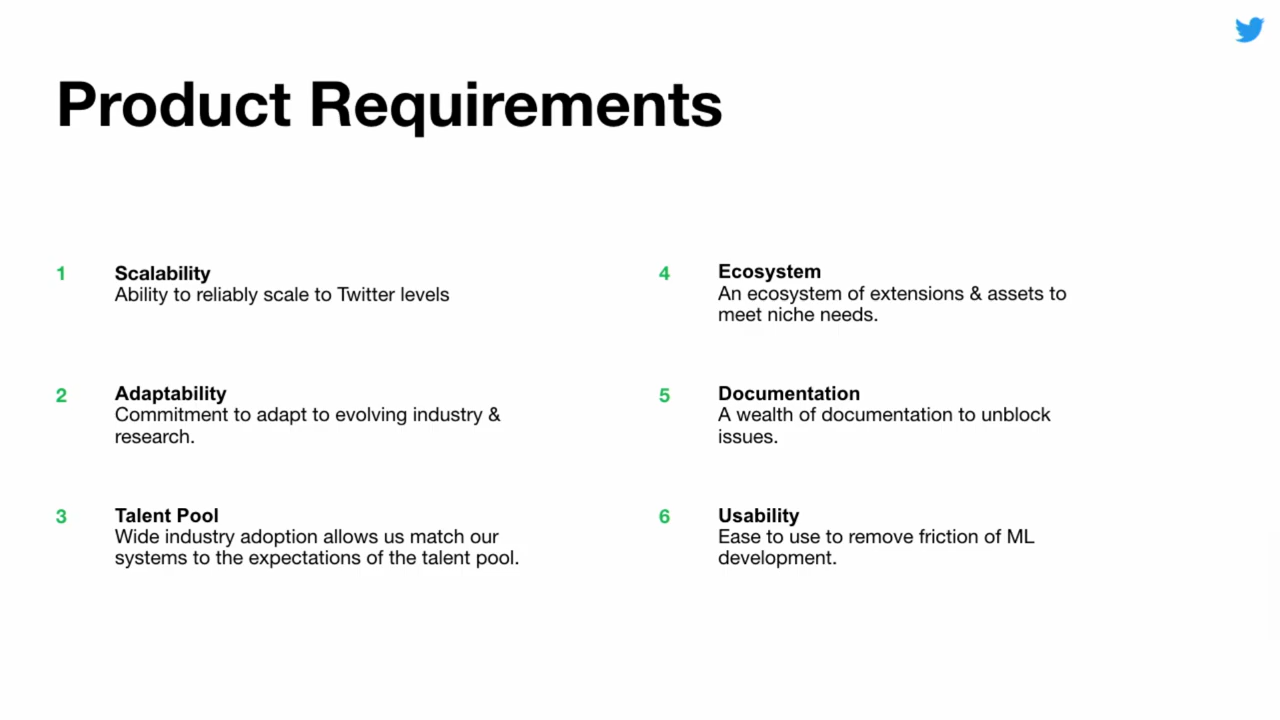 Product Requirements
1
Scalability
Ability to reliably scale to Twitter levels
2
Adaptability
Commitment to adapt to evolving industry &
research.
3
Talent Pool
Wide industry adoption allows us match our
systems to the expectations of the talent pool.
4
Ecosystem
An ecosystem of extensions & assets to
meet niche needs.
5
Documentation
A wealth of documentation to unblock
issues.
6
Usability
Ease to use to remove friction of ML
development.